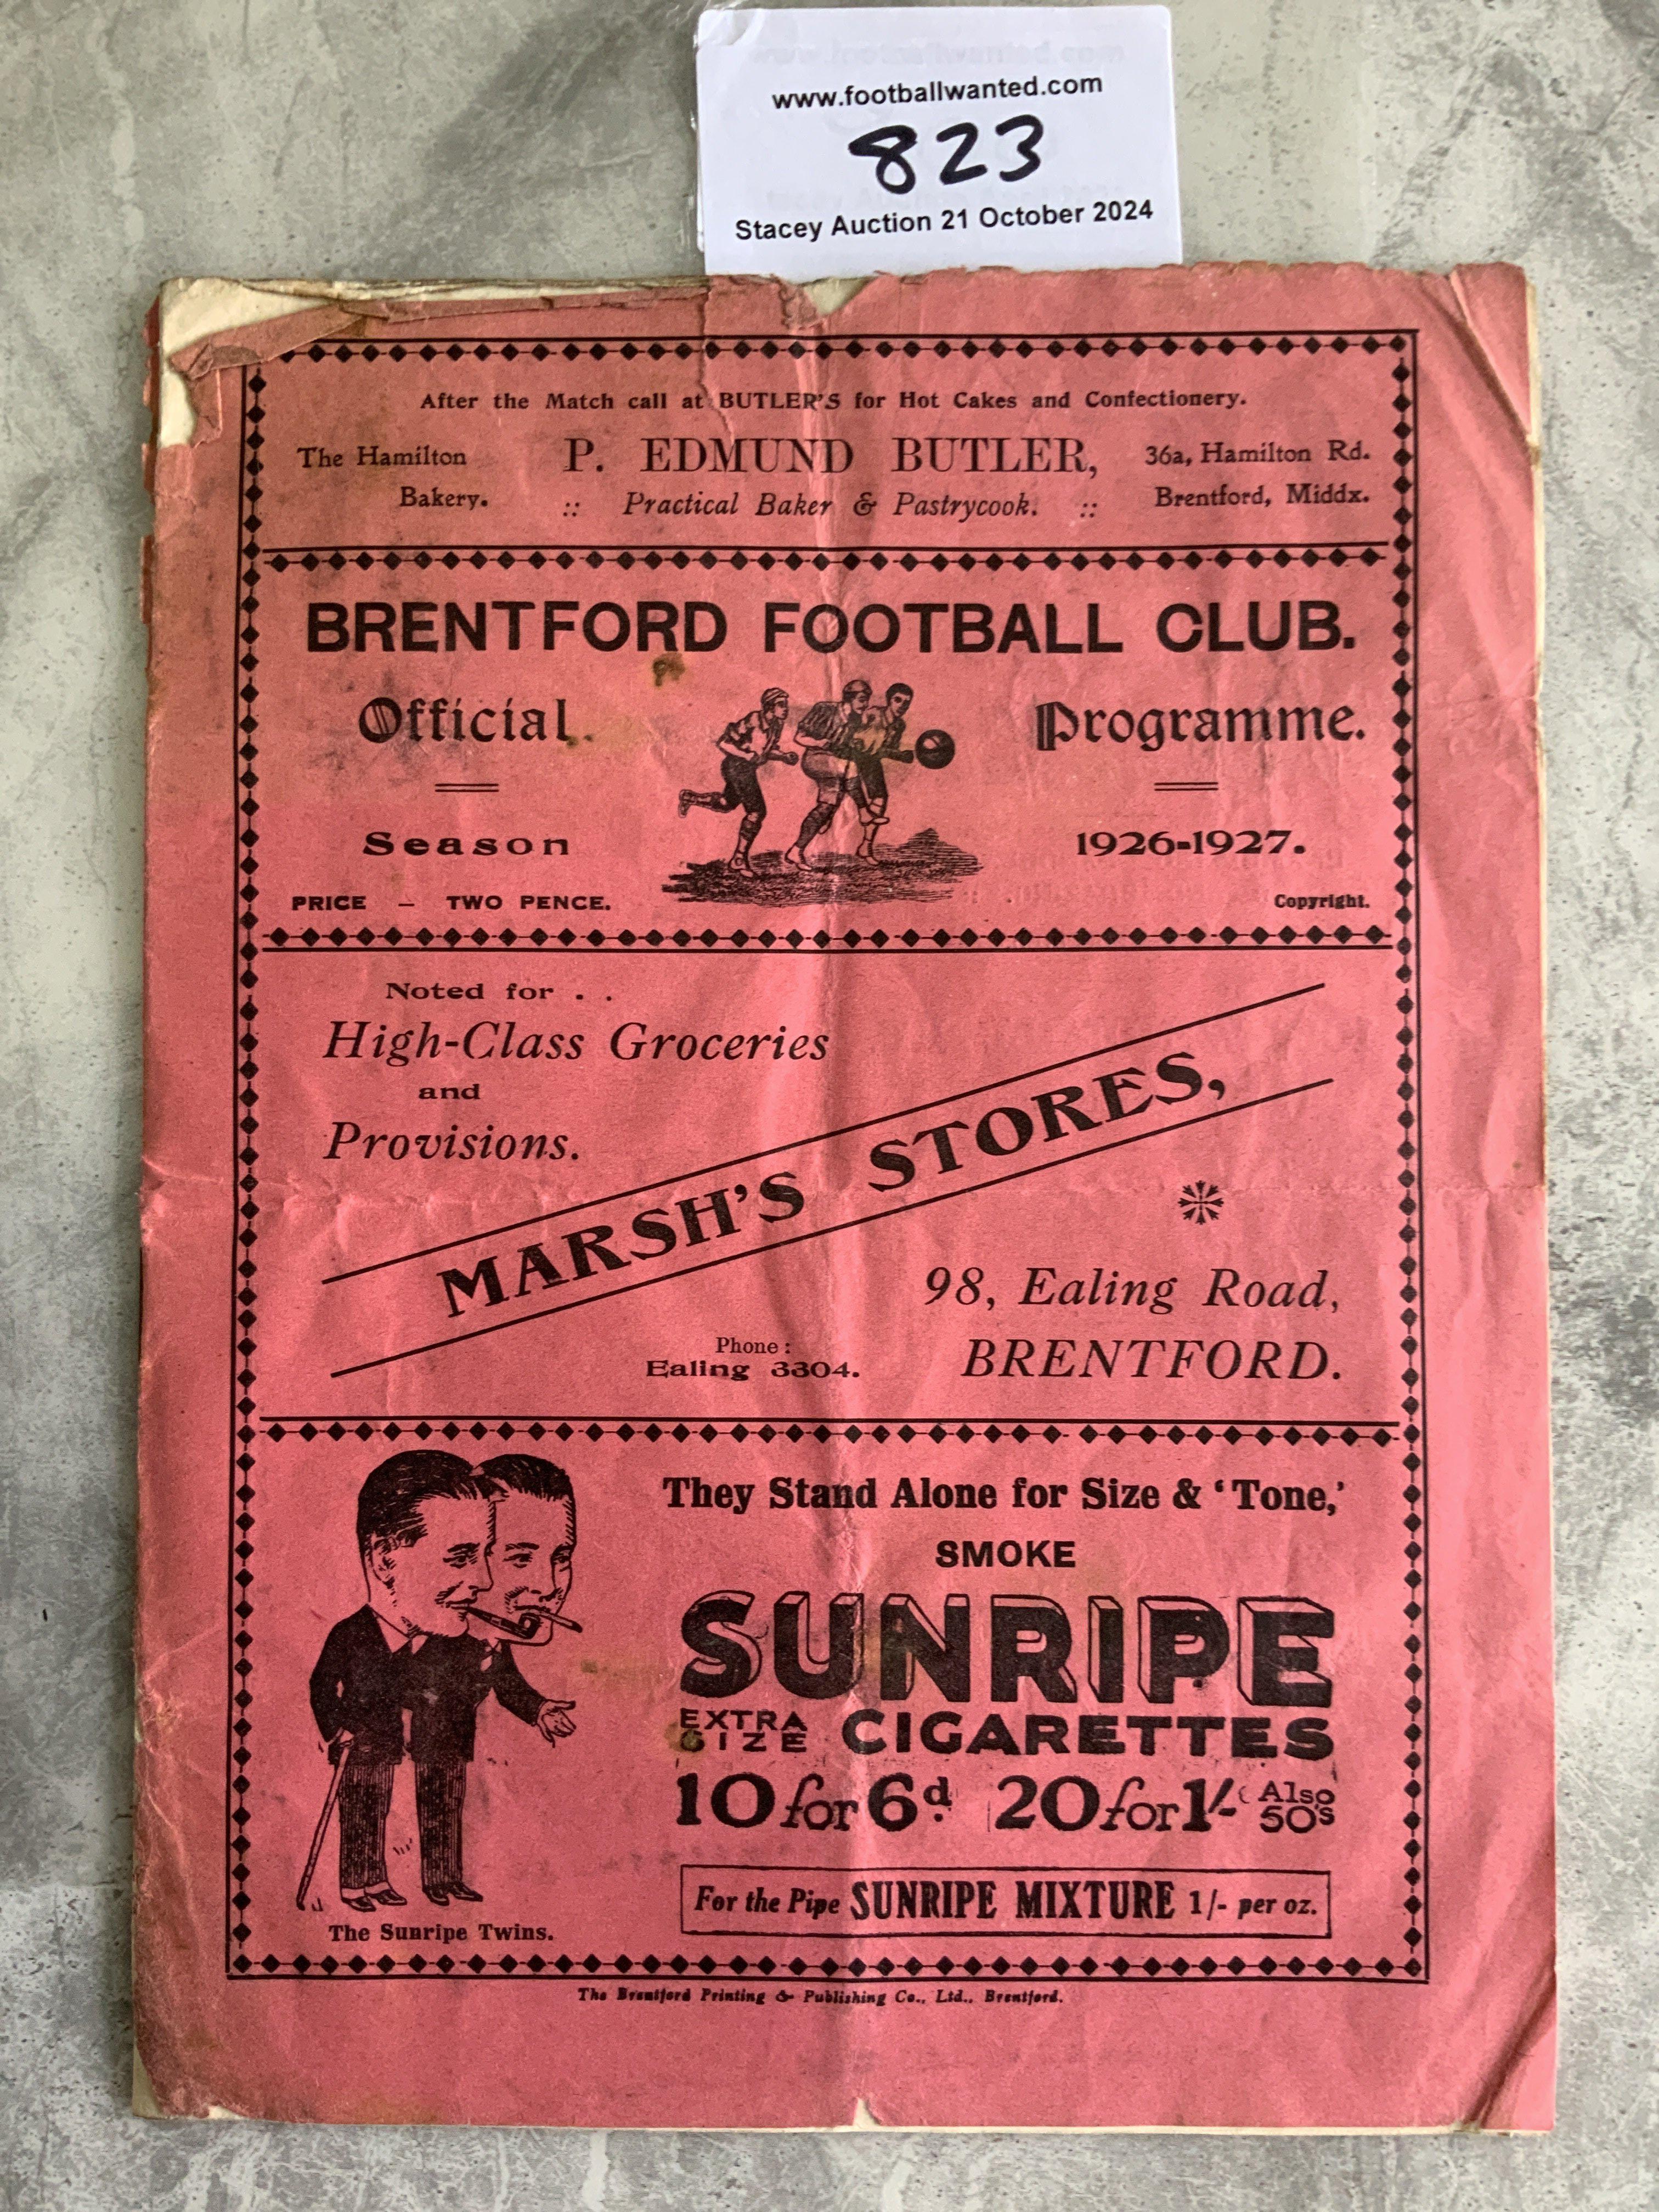 www.footballwanted.com
823
Stacey Auction 21 October 2024
After the Match call at BUTLER'S for Hot Cakes and Confectionery.
The Hamilton Bakery.
P. EDMUND BUTLER,
:: Practical Baker & Pastrycook. ::
36a, Hamilton Rd.
Brentford, Middx.
BRENTFORD FOOTBALL CLUB.
Official. Programme.
Season 1926-1927.
PRICE – TWO PENCE. Copyright.
Noted for . .
High-Class Groceries
and
Provisions.
MARSH'S STORES,
98, Ealing Road,
BRENTFORD.
Phone :
Ealing 3304.
They Stand Alone for Size & 'Tone,'
SMOKE
SUNRIPE
EXTRA SIZE CIGARETTES
10 for 6d. 20 for 1/- Also 50's
For the Pipe SUNRIPE MIXTURE 1/- per oz.
The Sunripe Twins.
The Brentford Printing & Publishing Co., Ltd., Brentford.